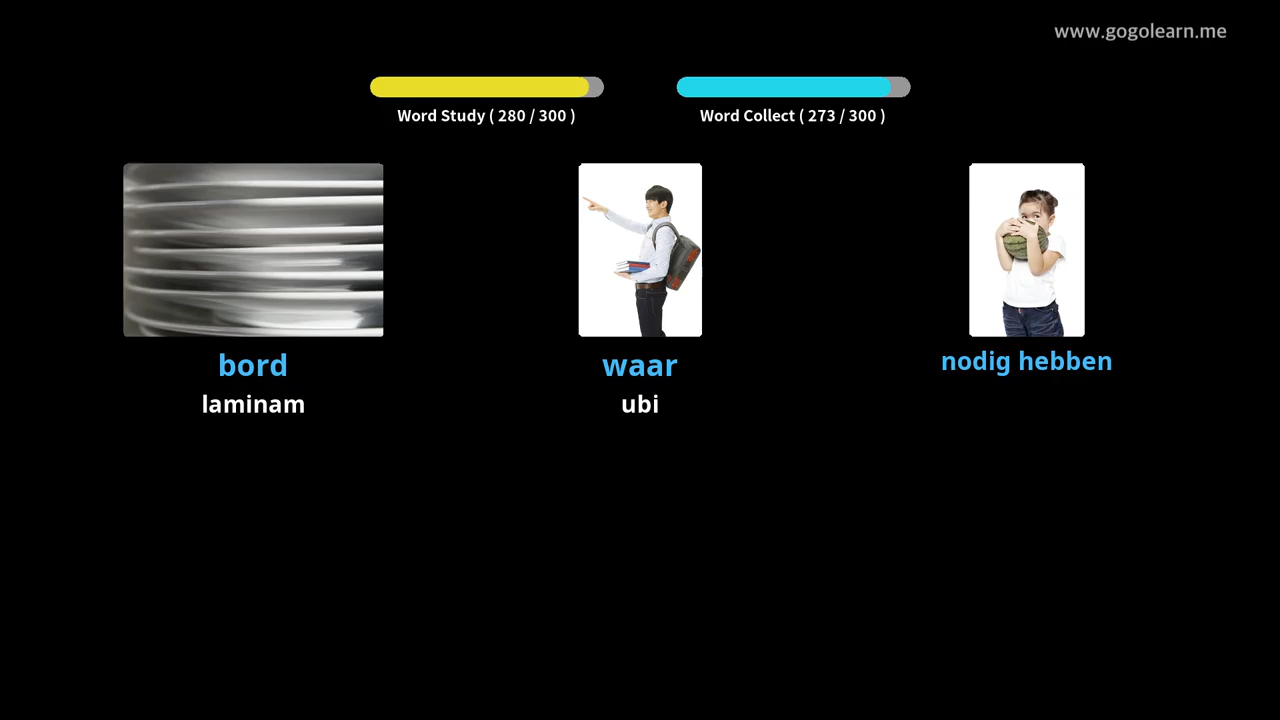 www.gogolearn.me
Word Study ( 280 / 300 )
Word Collect ( 273 / 300 )
bord
waar
nodig hebben
laminam
ubi